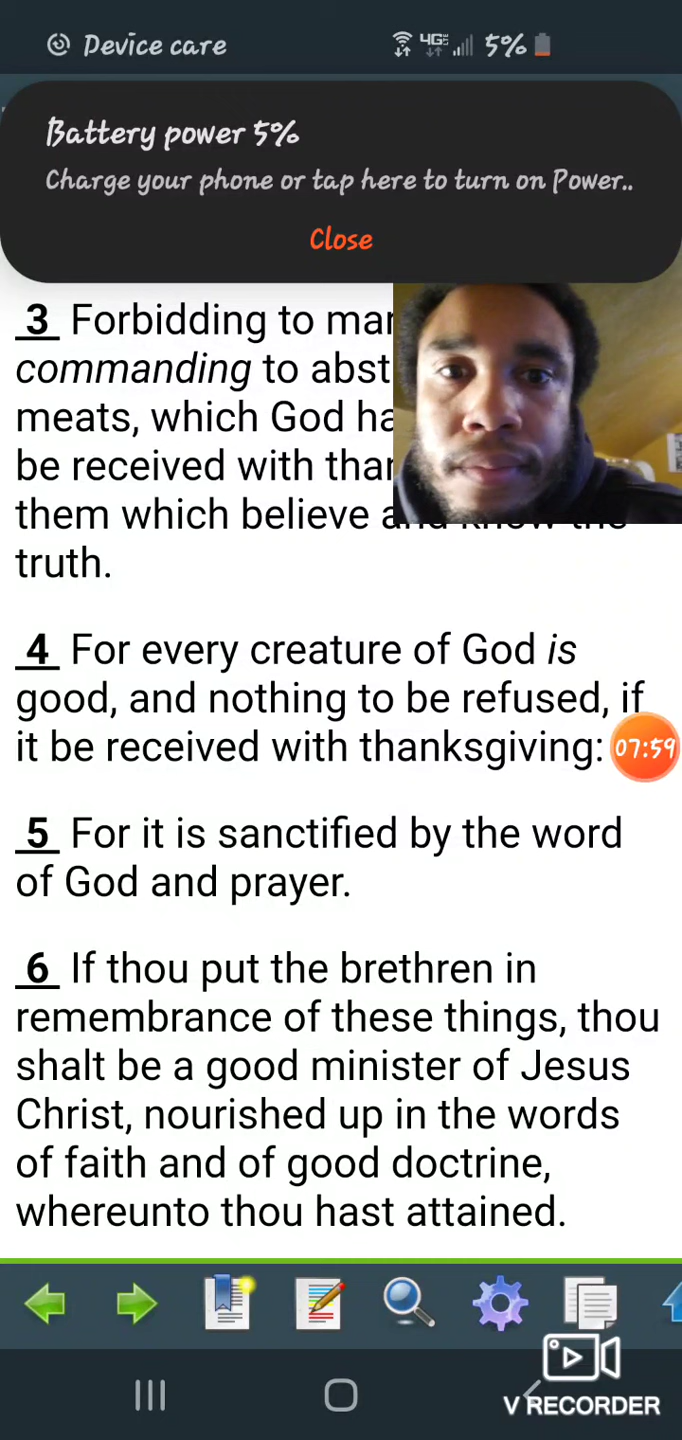 Device care 4G 5%
Battery power 5%
Charge your phone or tap here to turn on Power..
Close
3 Forbidding to mar
commanding to abst
meats, which God ha
be received with than
them which believe and know the
truth.
4 For every creature of God is
good, and nothing to be refused, if
it be received with thanksgiving:
07:59
5 For it is sanctified by the word
of God and prayer.
6 If thou put the brethren in
remembrance of these things, thou
shalt be a good minister of Jesus
Christ, nourished up in the words
of faith and of good doctrine,
whereunto thou hast attained.
V RECORDER